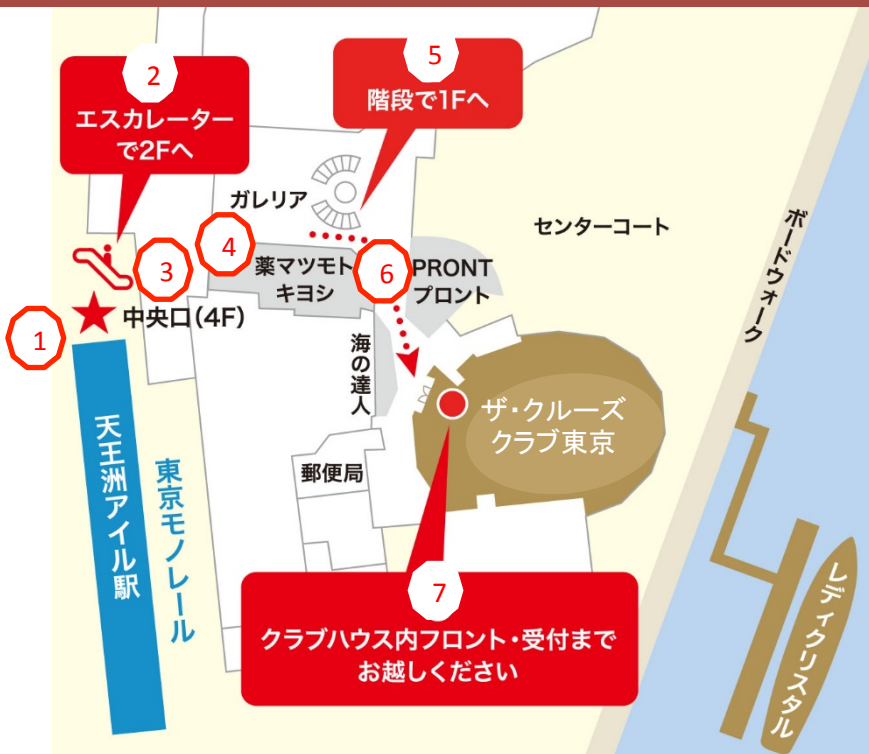 2
エスカレーター
で2Fへ
5
階段で1Fへ
ガレリア
センターコート
ボードウォーク
4
3
薬マツモト
キヨシ
6
PRONT
プロント
1
中央口(4F)
海の達人
ザ・クルーズ
クラブ東京
天王洲アイル駅
東京モノレール
郵便局
7
クラブハウス内フロント・受付まで
お越しください
レディクリスタル